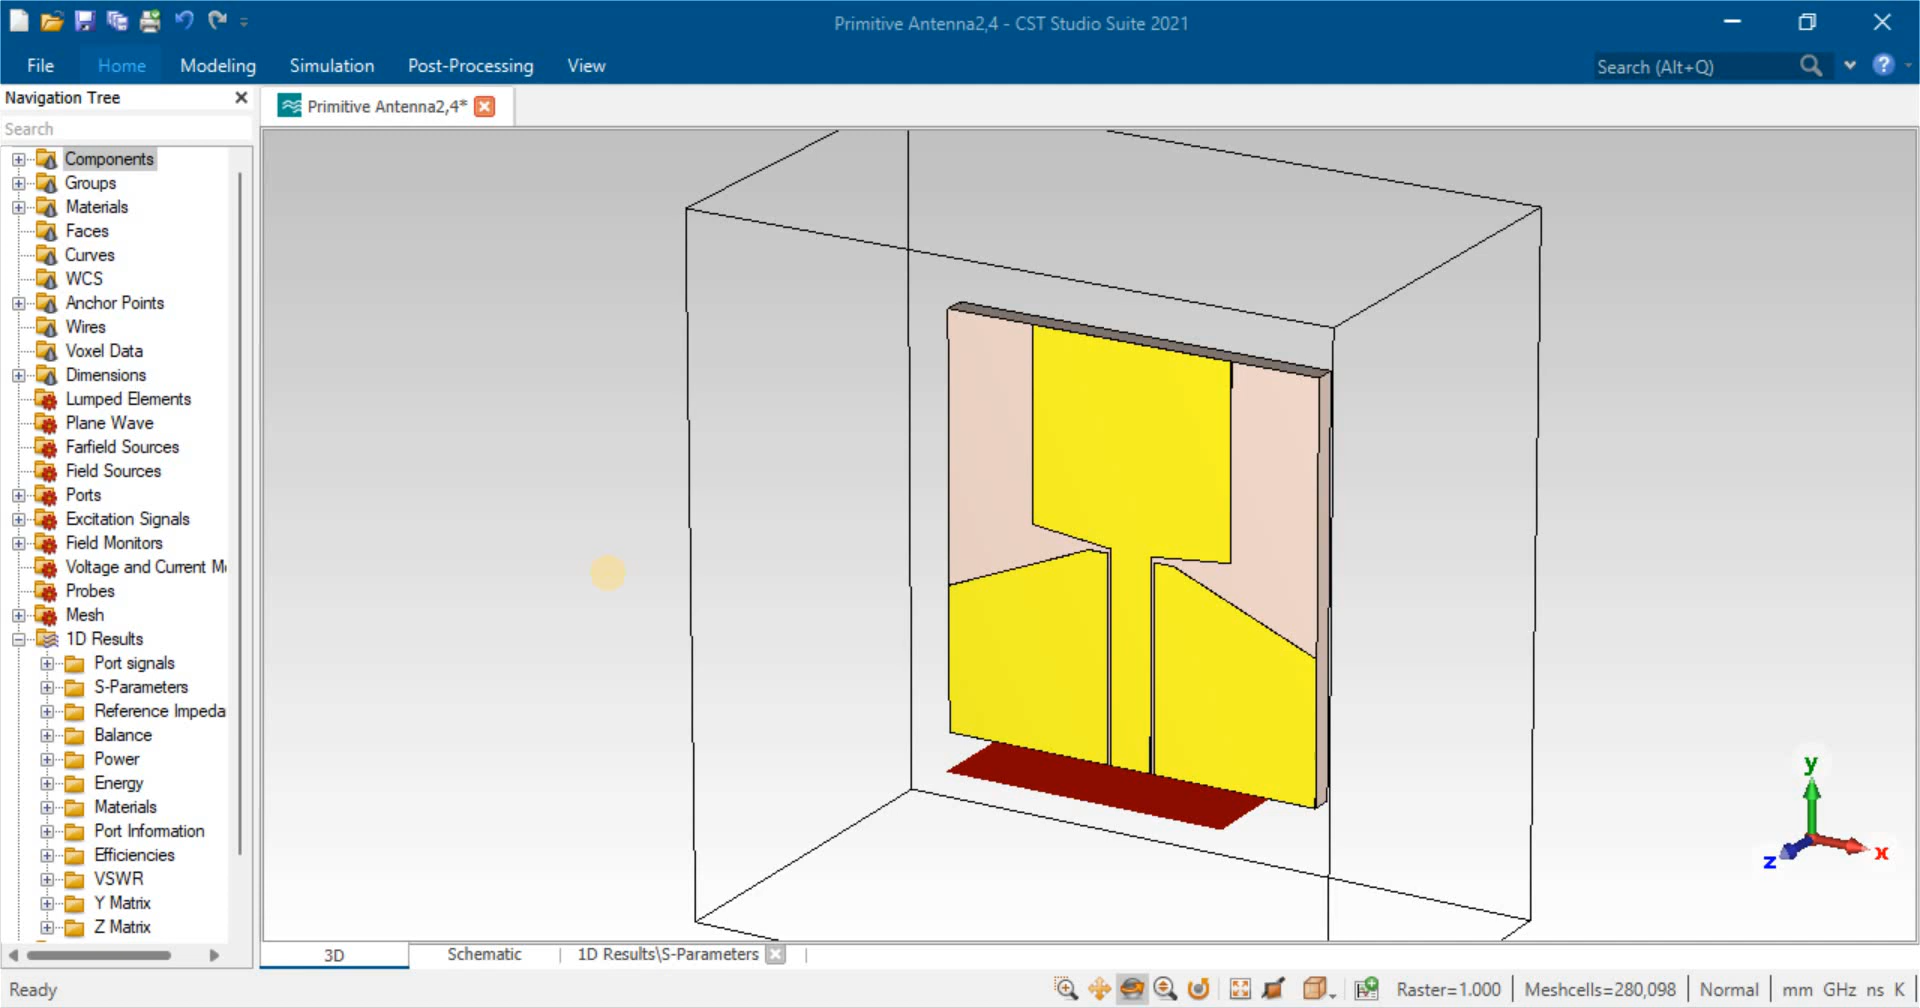 Primitive Antenna2,4 - CST Studio Suite 2021
File Home Modeling Simulation Post-Processing View Search (Alt+Q) ?
Navigation Tree
Primitive Antenna2,4*
Search
Components
Groups
Materials
Faces
Curves
WCS
Anchor Points
Wires
Voxel Data
Dimensions
Lumped Elements
Plane Wave
Farfield Sources
Field Sources
Ports
Excitation Signals
Field Monitors
Voltage and Current M
Probes
Mesh
1D Results
Port signals
S-Parameters
Reference Impeda
Balance
Power
Energy
Materials
Port Information
Efficiencies
VSWR
Y Matrix
Z Matrix
y
z
x
3D Schematic 1D Results\S-Parameters
Ready Raster=1.000 Meshcells=280,098 Normal mm GHz ns K